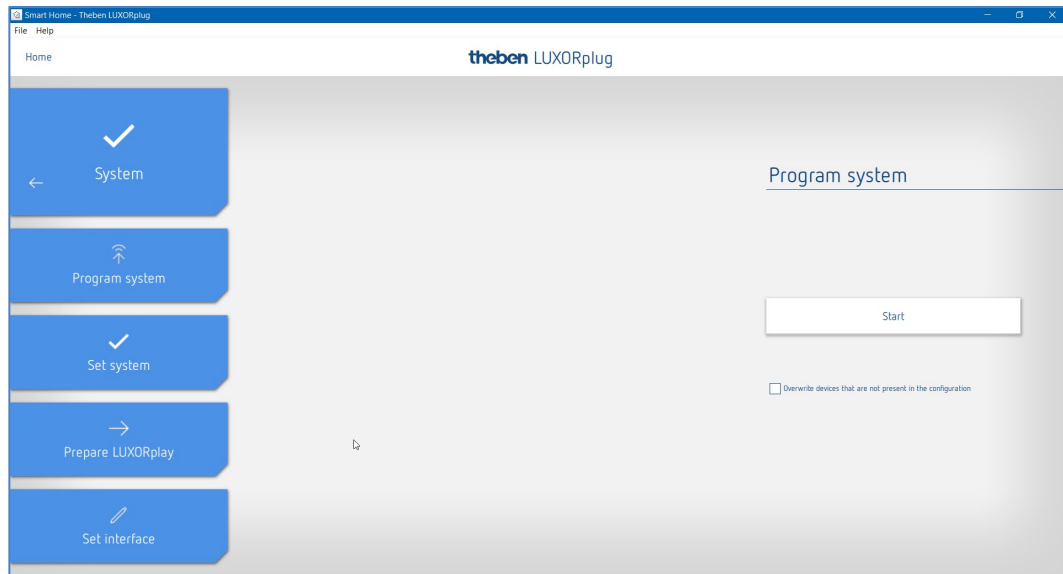 Smart Home - Theben LUXORplug
File Help
Home
theben LUXORplug
System
Program system
Set system
Prepare LUXORplay
Set interface
Program system
Start
Overwrite devices that are not present in the configuration